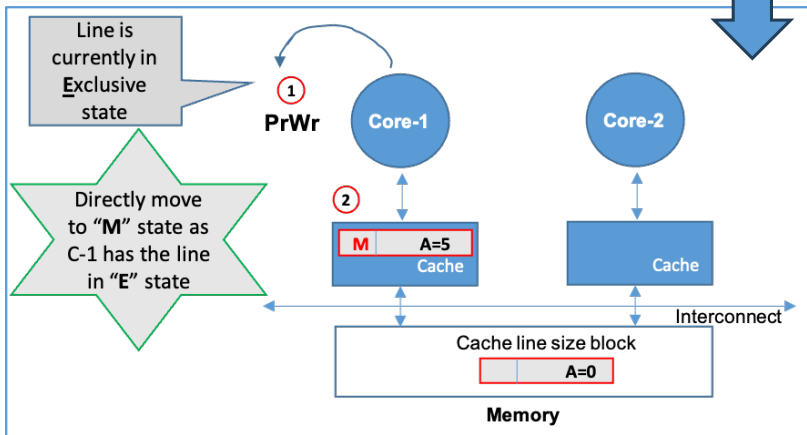 Line is
currently in
Exclusive
state
1
PrWr
Core-1
Core-2
Directly move
to “M” state as
C-1 has the line
in “E” state
2
M A=5
Cache
Cache
Interconnect
Cache line size block
A=0
Memory